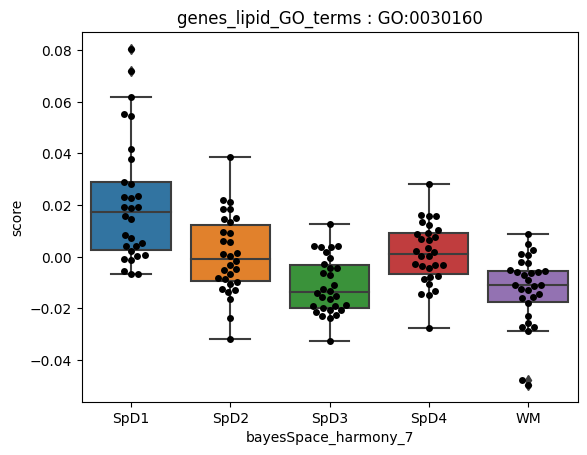 genes_lipid_GO_terms : GO:0030160
0.08
0.06
0.04
0.02
0.00
−0.02
−0.04
score
SpD1 SpD2 SpD3 SpD4 WM
bayesSpace_harmony_7